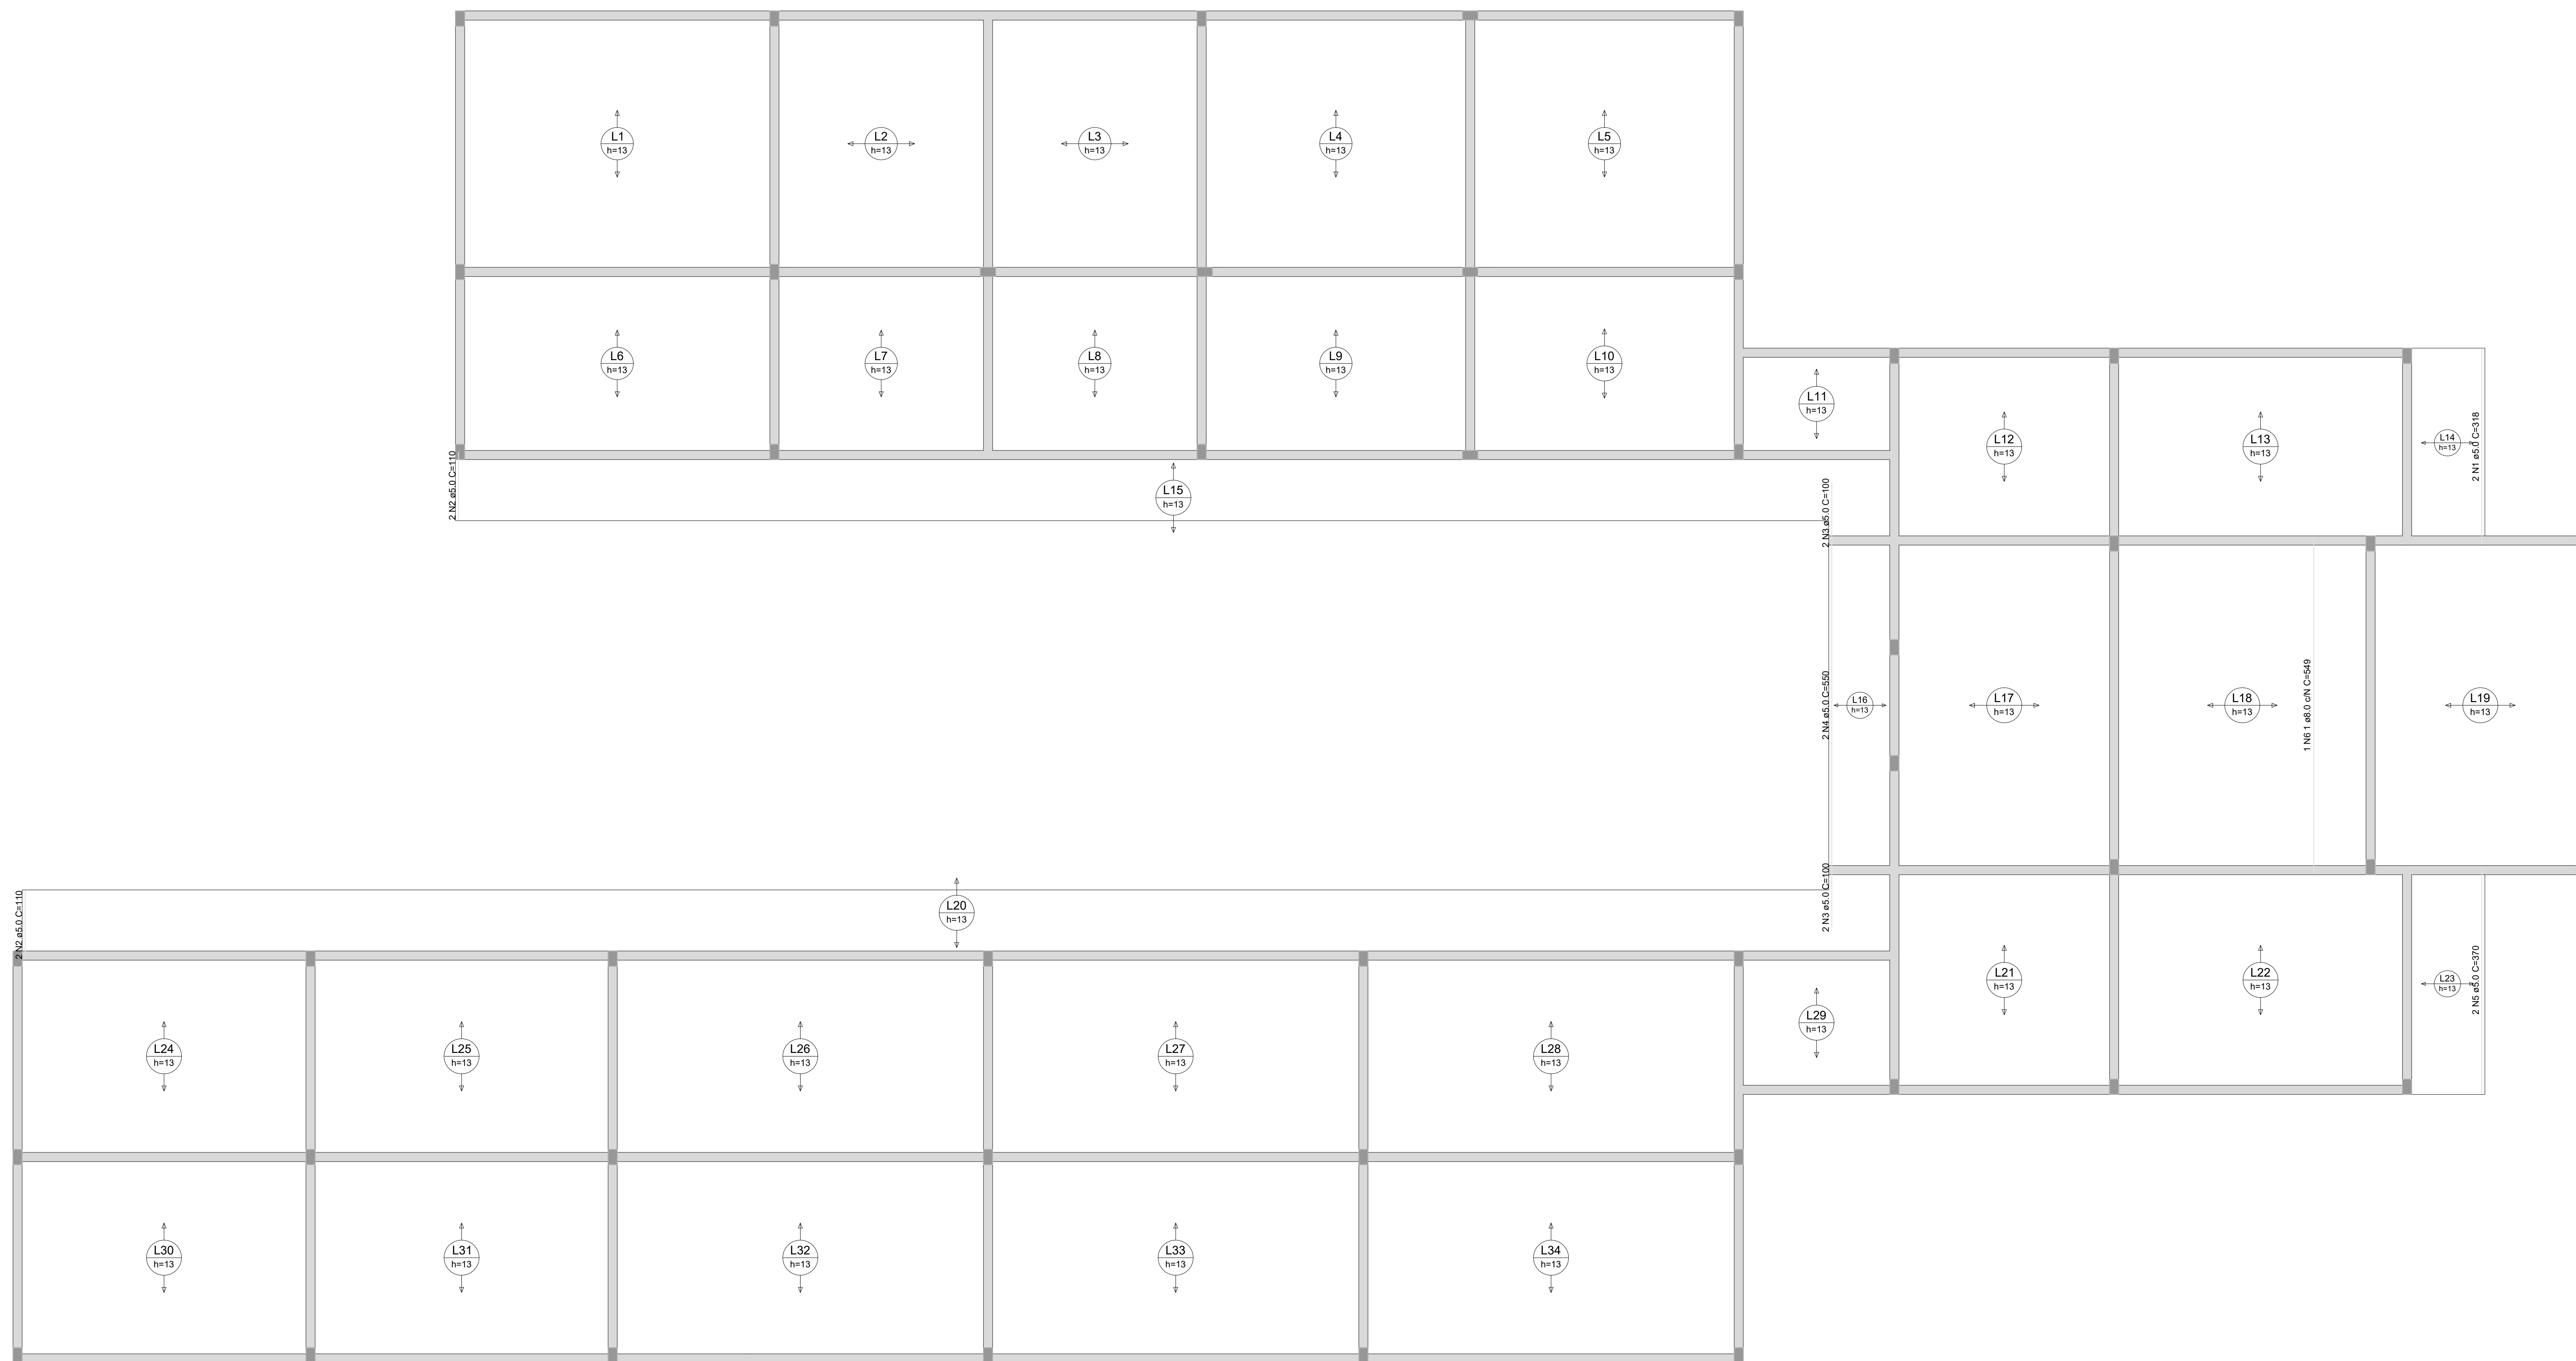 L1
h=13
L2
h=13
L3
h=13
L4
h=13
L5
h=13
L6
h=13
L7
h=13
L8
h=13
L9
h=13
L10
h=13
L11
h=13
L12
h=13
L13
h=13
L14
h=13
2 N1 ø5.0 C=318
2 N2 ø5.0 C=110
L15
h=13
2 N3 ø5.0 C=100
2 N4 ø5.0 C=550
L16
h=13
L17
h=13
L18
h=13
1 N6 1 ø8.0 c/N C=549
L19
h=13
2 N2 ø5.0 C=110
L20
h=13
2 N3 ø5.0 C=100
L21
h=13
L22
h=13
L23
h=13
2 N5 ø5.0 C=370
L24
h=13
L25
h=13
L26
h=13
L27
h=13
L28
h=13
L29
h=13
L30
h=13
L31
h=13
L32
h=13
L33
h=13
L34
h=13